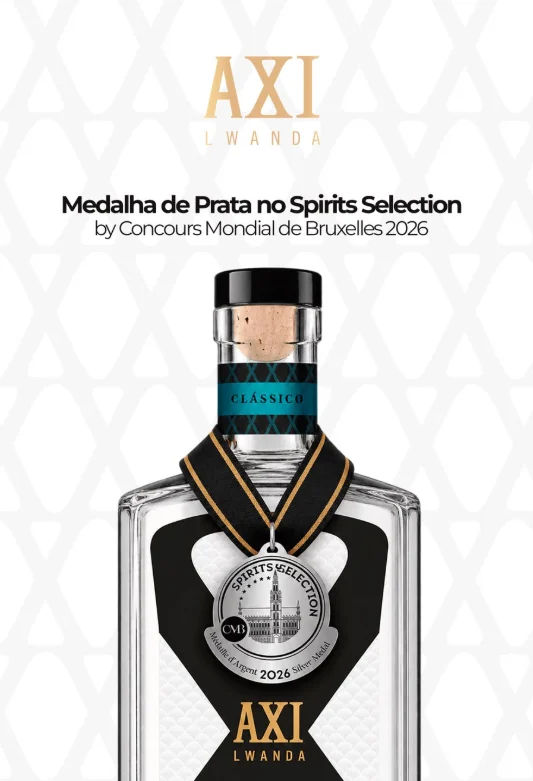 AXI
LWANDA
Medalha de Prata no Spirits Selection
by Concours Mondial de Bruxelles 2026
CLÁSSICO
SPIRITS SELECTION
CMB
Médaille d'Argent 2026 Silver Medal
AXI
LWANDA